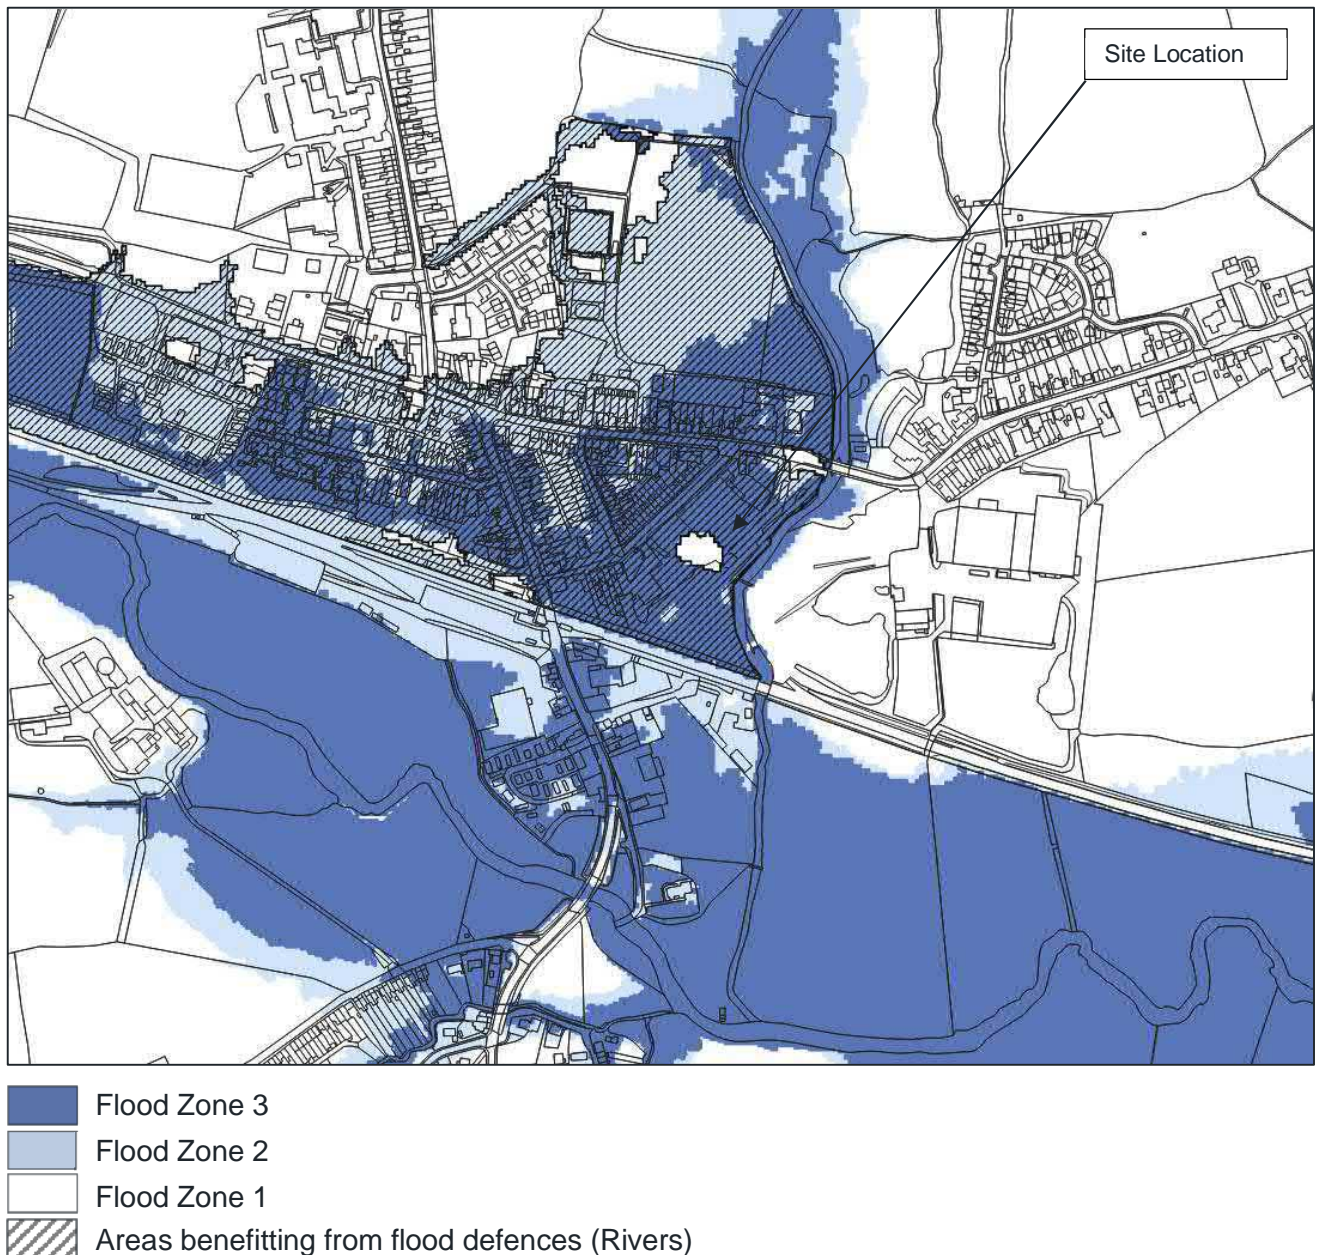 Site Location
Flood Zone 3
Flood Zone 2
Flood Zone 1
Areas benefitting from flood defences (Rivers)